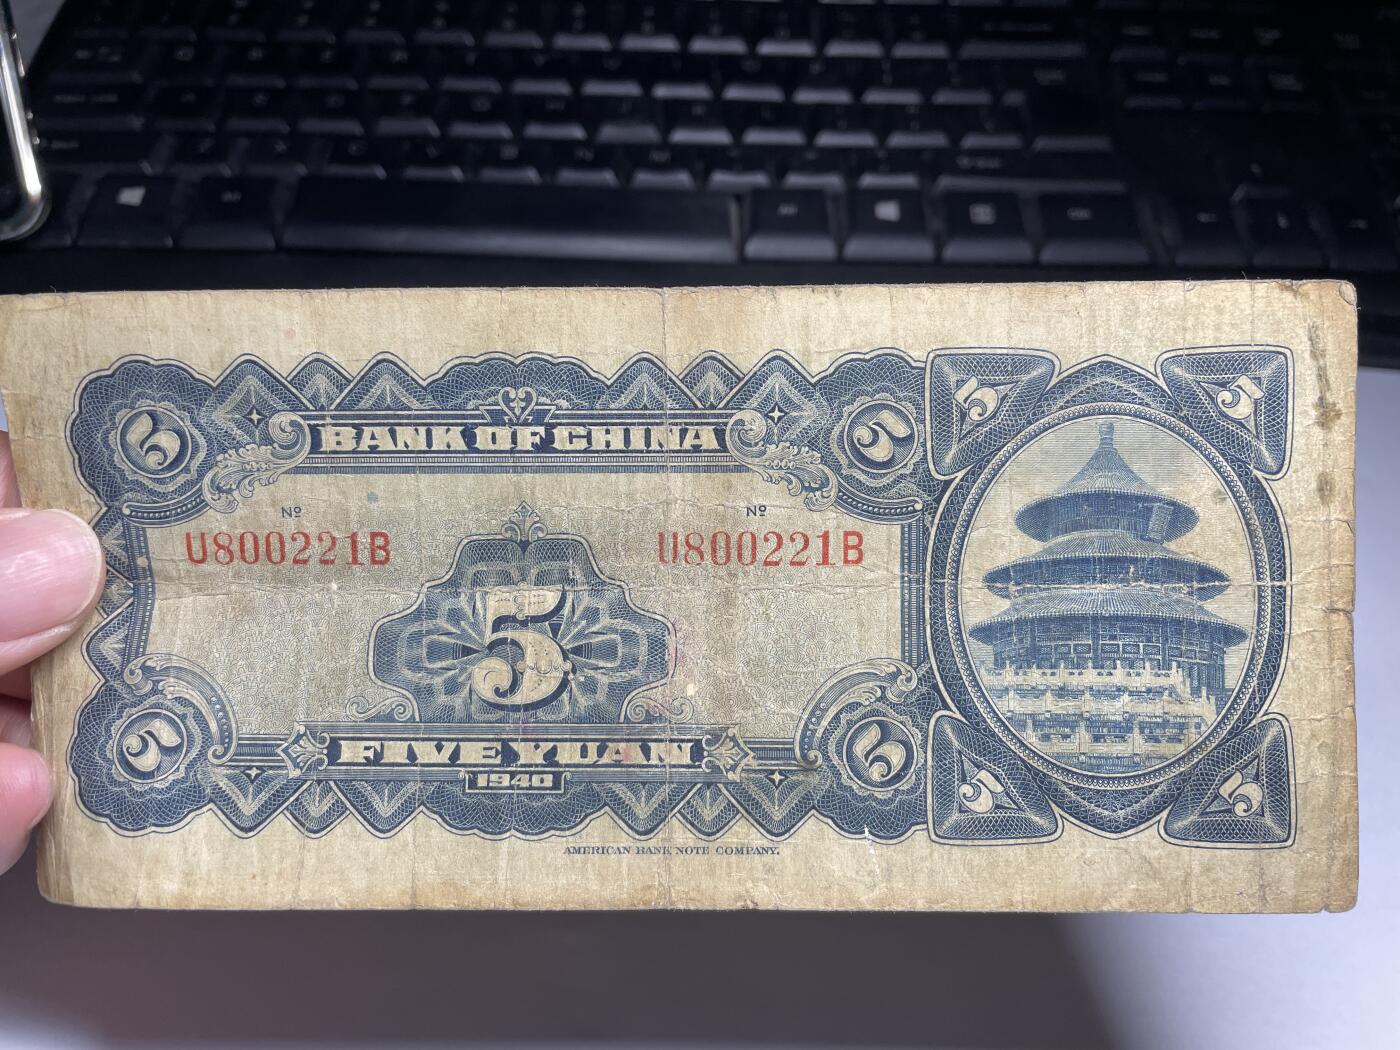 5 5 5 5
BANK OF CHINA
Nº Nº
U800221B U800221B
5
FIVE YUAN
5 1940 5 5 5
AMERICAN BANK NOTE COMPANY.